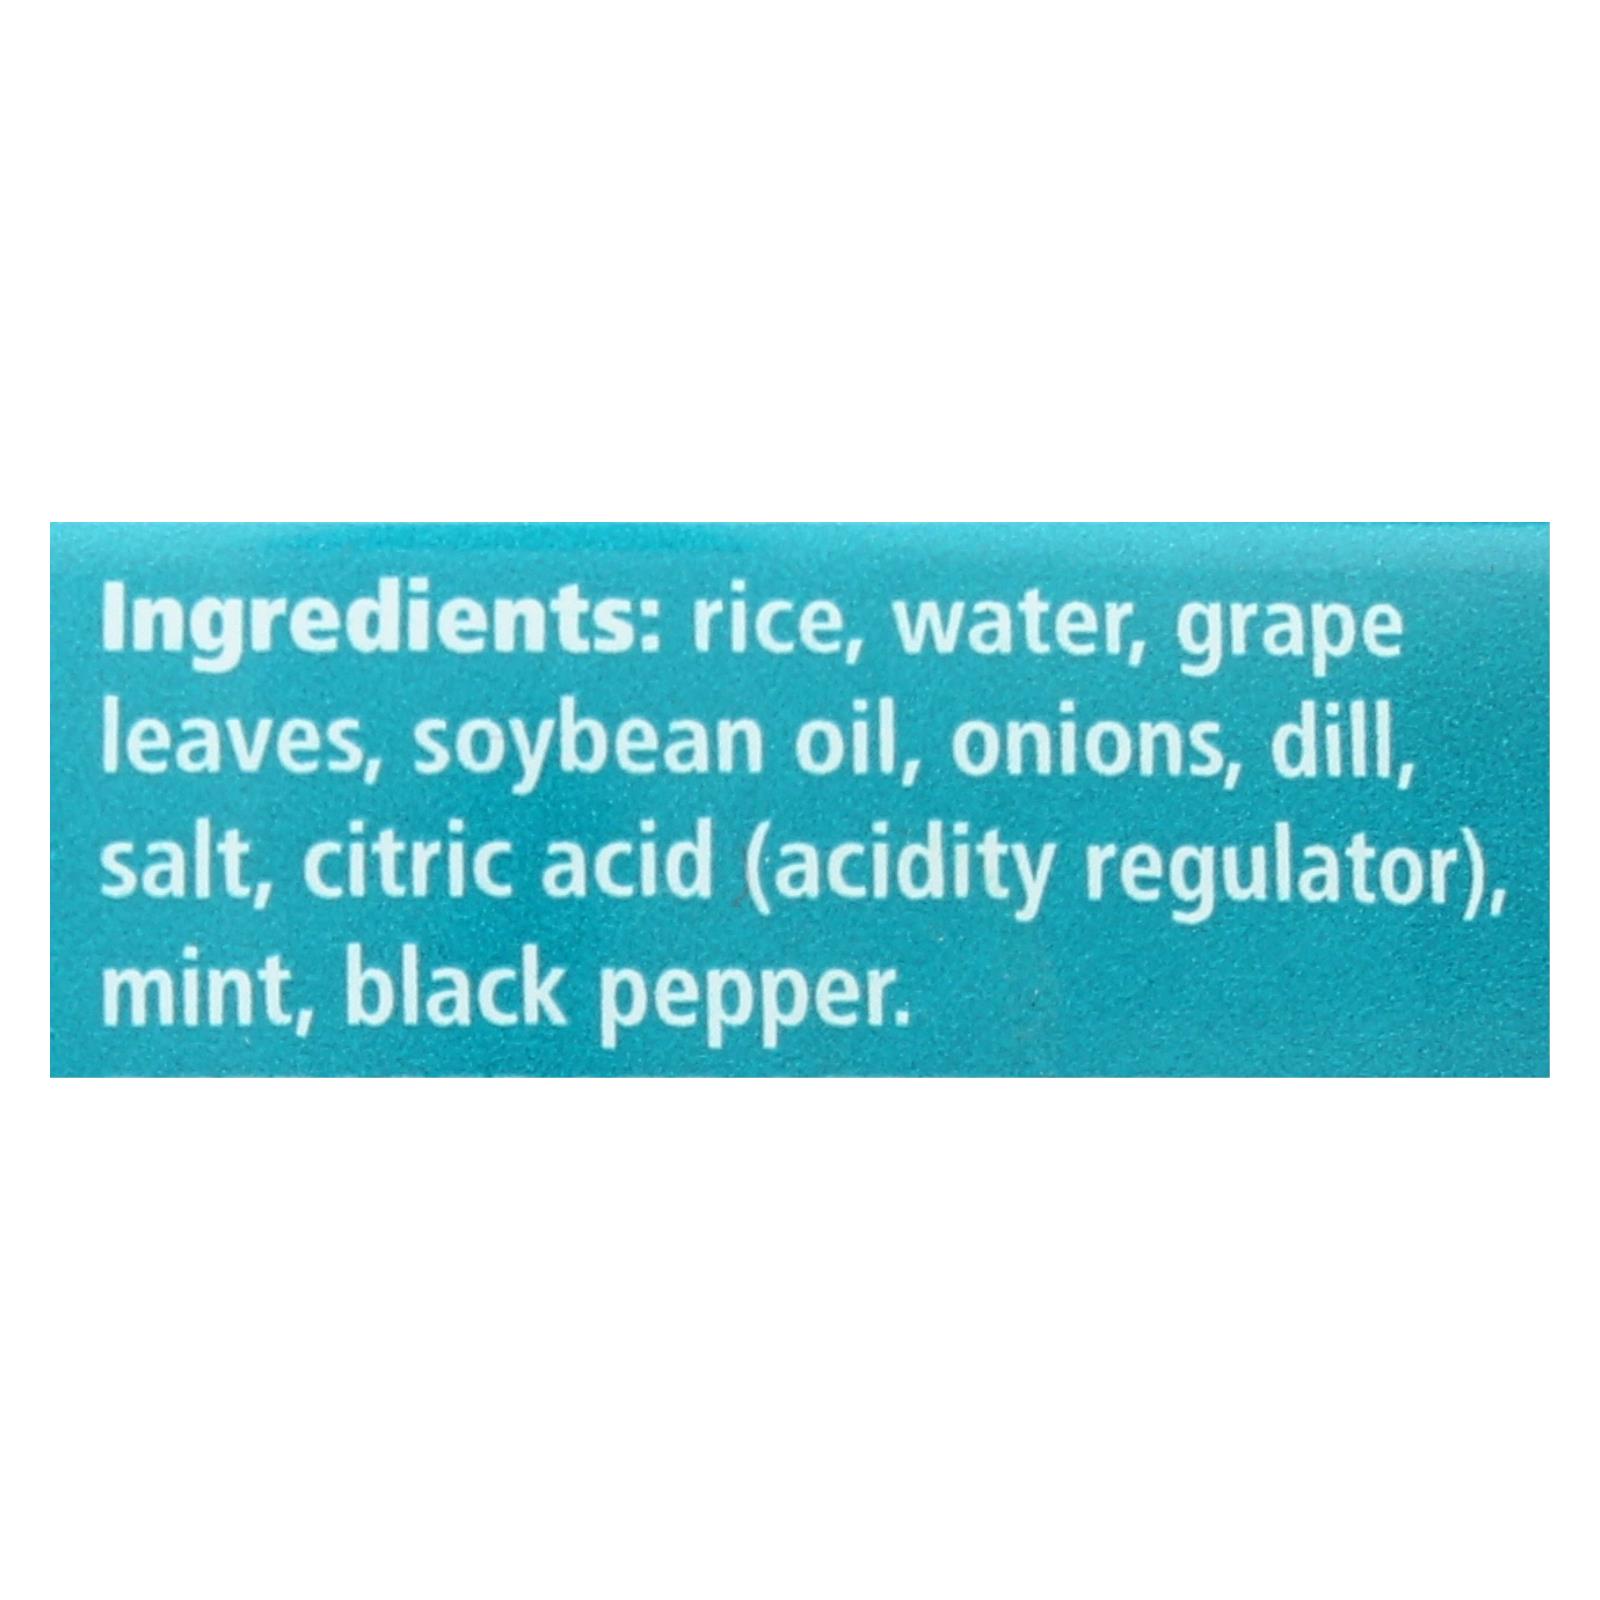 Ingredients: rice, water, grape
leaves, soybean oil, onions, dill,
salt, citric acid (acidity regulator),
mint, black pepper.